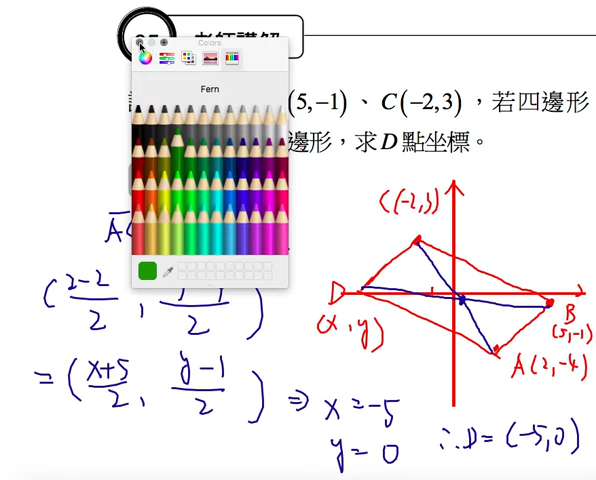 Colors
Fern
(5,−1)、C(−2,3)，若四邊形
邊形，求D點坐標。
C(-2,3)
D
(x,y)
B
(5,-1)
A(2,-4)
(2-2/2,
= (x+5/2, y-1/2) ⇒ x=-5
y=0
∴D=(-5,0)